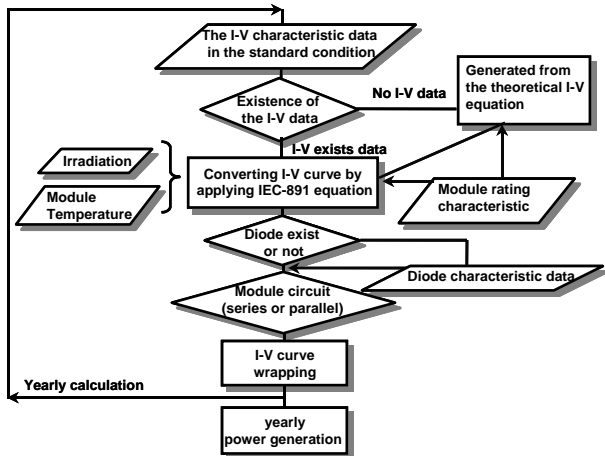 The I-V characteristic data
in the standard condition
Existence of
the I-V data
No I-V data
Generated from
the theoretical I-V
equation
I-V exists data
Irradiation
Module
Temperature
Converting I-V curve by
applying IEC-891 equation
Module rating
characteristic
Diode exist
or not
Diode characteristic data
Module circuit
(series or parallel)
I-V curve
wrapping
Yearly calculation
yearly
power generation